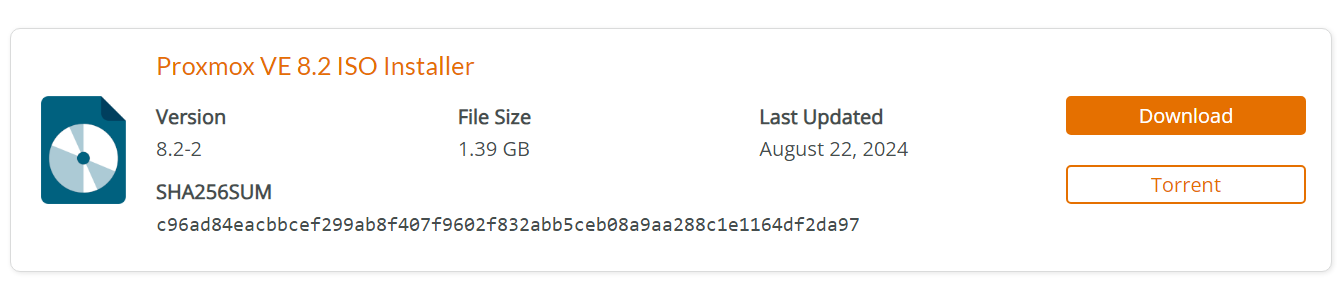 Proxmox VE 8.2 ISO Installer
Version File Size Last Updated
8.2-2 1.39 GB August 22, 2024
SHA256SUM
c96ad84eacbbcef299ab8f407f9602f832abb5ceb08a9aa288c1e1164df2da97
Download
Torrent